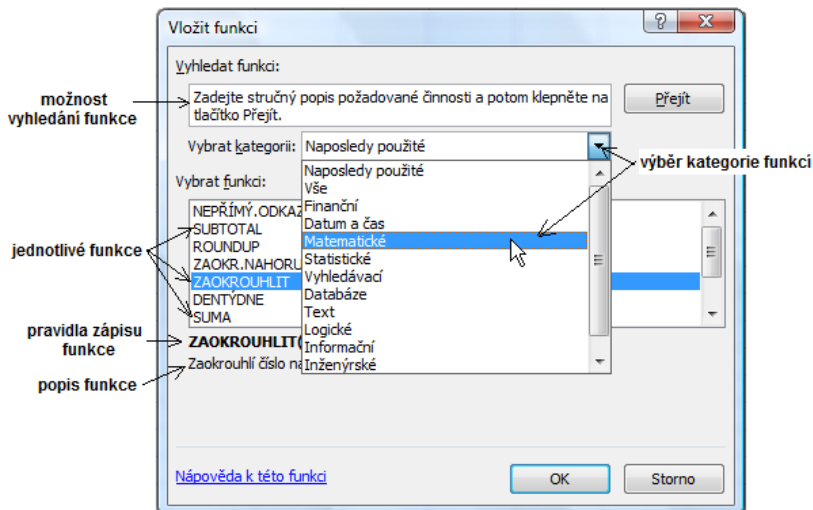 Vložit funkci
Vyhledat funkci:
možnost
vyhledání funkce
Zadejte stručný popis požadované činnosti a potom klepněte na
tlačítko Přejít.
Přejít
Vybrat kategorii:
Naposledy použité
výběr kategorie funkcí
Vybrat funkci:
Naposledy použité
Vše
Finanční
Datum a čas
Matematické
Statistické
Vyhledávací
Databáze
Text
Logické
Informační
Inženýrské
jednotlivé funkce
NEPŘÍMÝ.ODKAZ
SUBTOTAL
ROUNDUP
ZAOKR.NAHORU
ZAOKROUHLIT
DENTÝDNE
SUMA
pravidla zápisu
funkce
ZAOKROUHLIT(
popis funkce
Zaokrouhlí číslo na
Nápověda k této funkci
OK
Storno